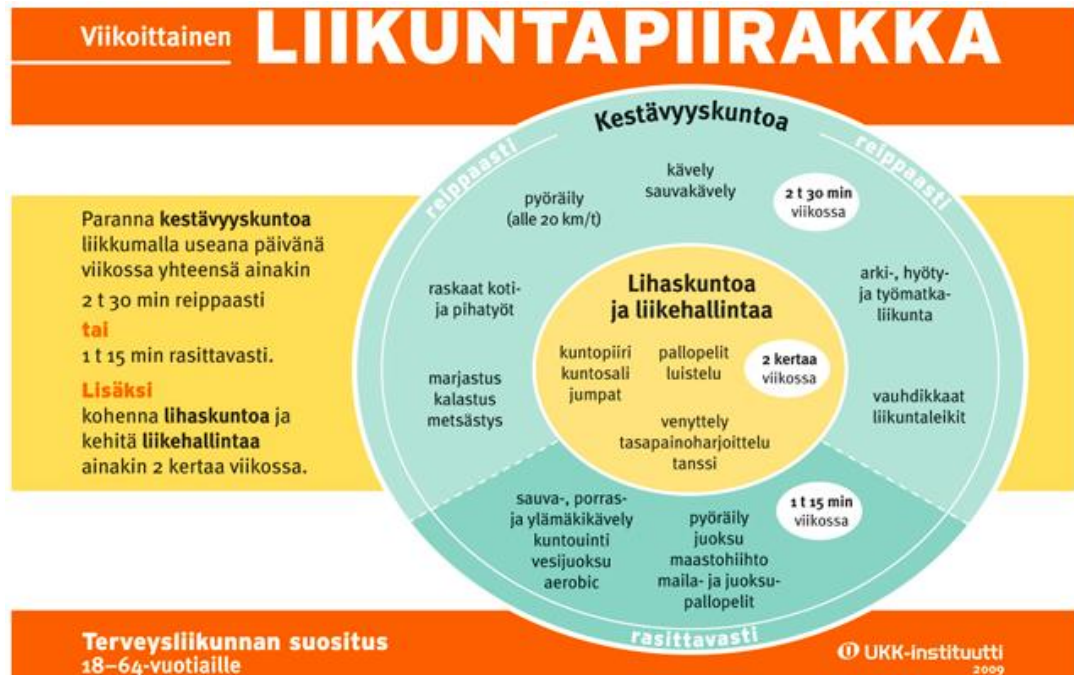 Viikoittainen LIIKUNTAPIIRAKKA
Paranna kestävyyskuntoa
liikkumalla useana päivänä
viikossa yhteensä ainakin
2 t 30 min reippaasti
tai
1 t 15 min rasittavasti.
Lisäksi
kohenna lihaskuntoa ja
kehitä liikehallintaa
ainakin 2 kertaa viikossa.
Kestävyyskuntoa
reippaasti
reippaasti
kävely
sauvakävely
2 t 30 min
viikossa
pyöräily
(alle 20 km/t)
raskaat koti-
ja pihatyöt
marjastus
kalastus
metsästys
arki-, hyöty-
ja työmatka-
liikunta
vauhdikkaat
liikuntaleikit
Lihaskuntoa
ja liikehallintaa
kuntopiiri
kuntosali
jumpat
pallopelit
luistelu
2 kertaa
viikossa
venyttely
tasapainoharjoittelu
tanssi
sauva-, porras-
ja ylämäkikävely
kuntouinti
vesijuoksu
aerobic
pyöräily
juoksu
maastohiihto
maila- ja juoksu-
pallopelit
1 t 15 min
viikossa
rasittavasti
Terveysliikunnan suositus
18–64-vuotiaille
UKK-instituutti
2009